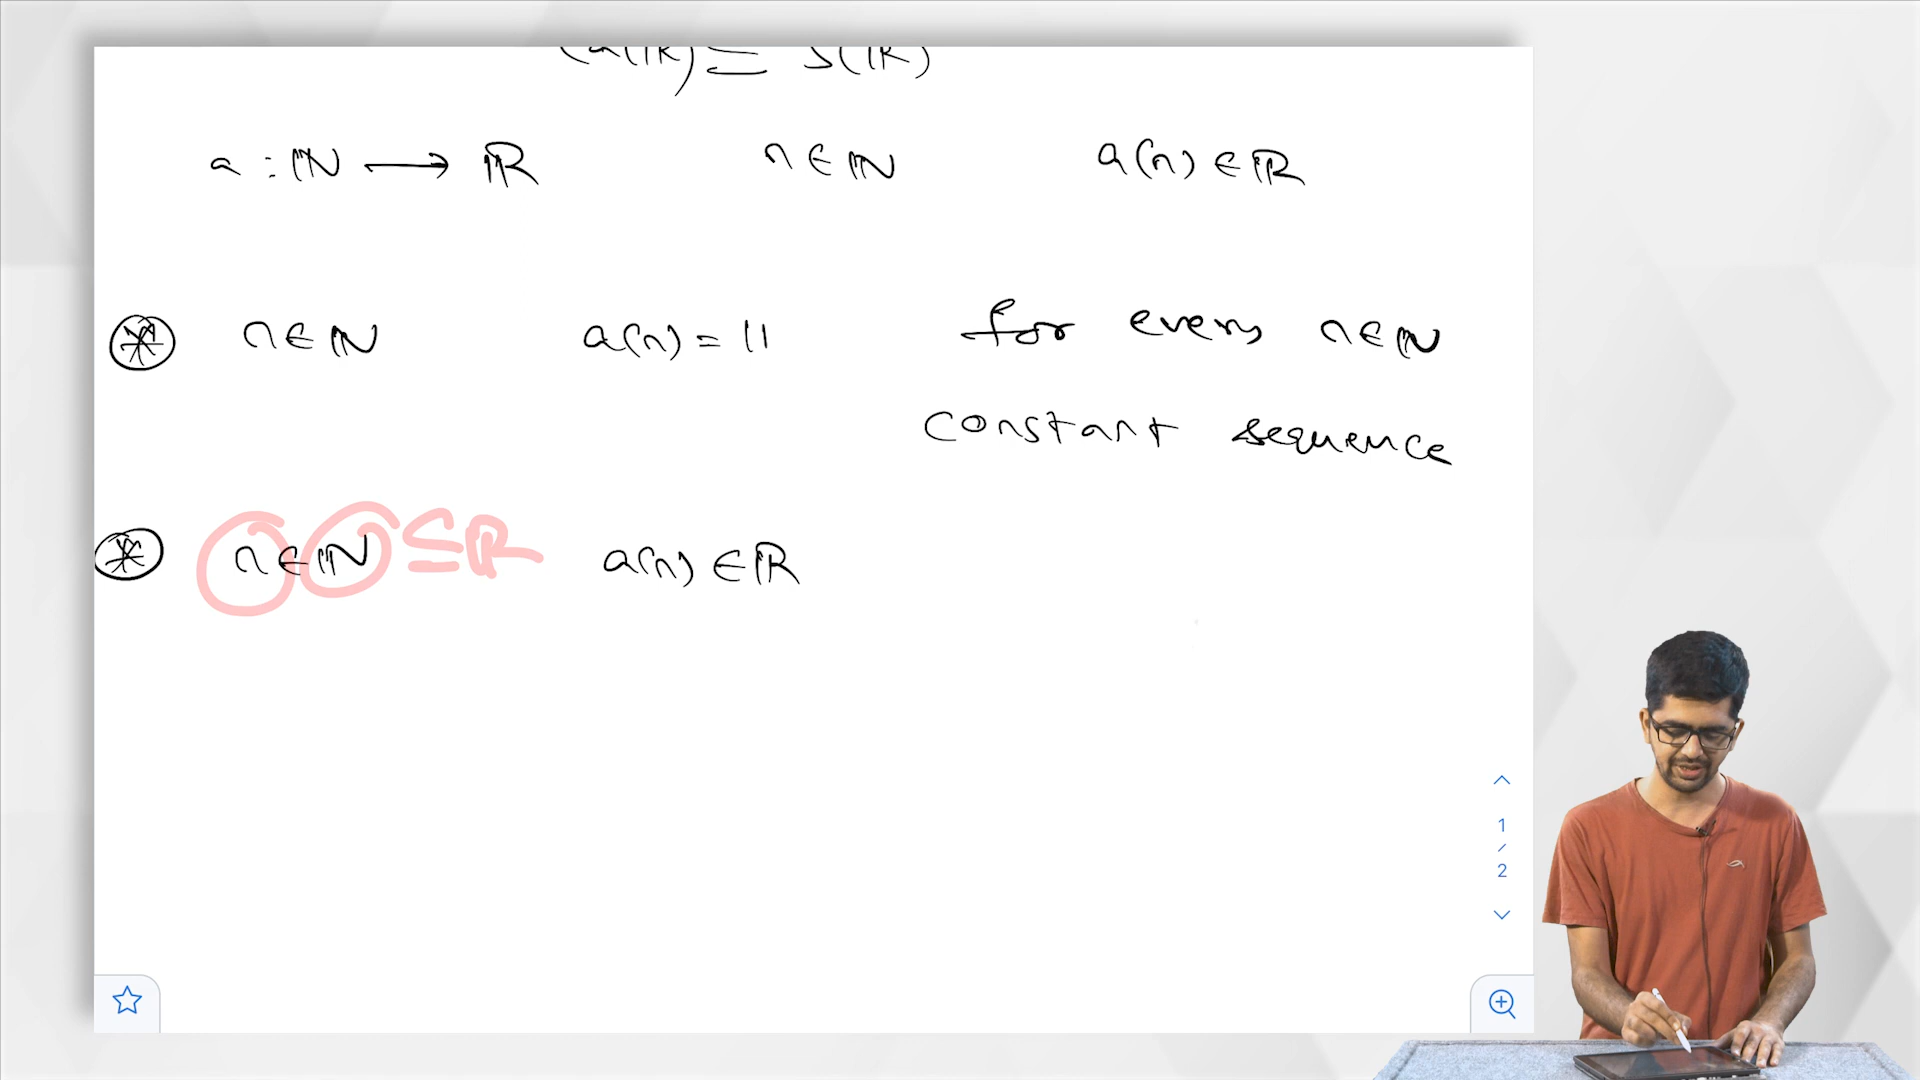 a : ℕ ⟶ ℝ n ∈ ℕ a(n) ∈ ℝ
n ∈ ℕ a(n) = 11 for every n ∈ ℕ
constant sequence
n ∈ ℕ ⊆ ℝ a(n) ∈ ℝ
1
/
2